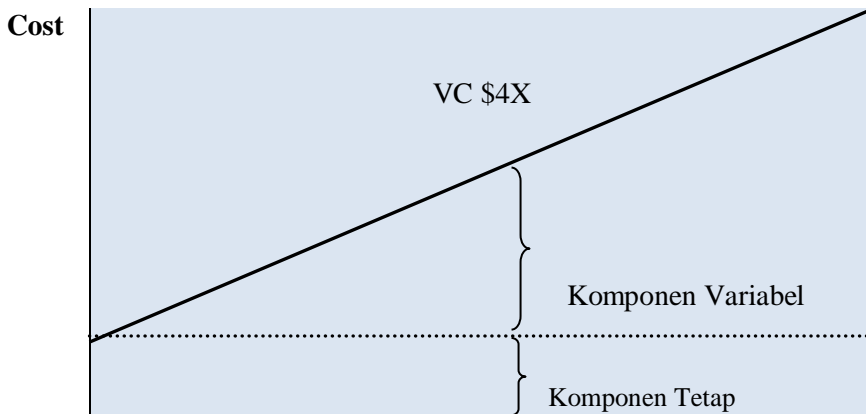 Cost
VC $4X
Komponen Variabel
Komponen Tetap